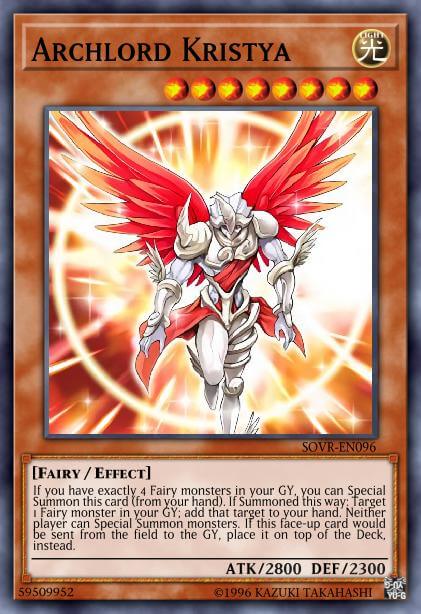 Archlord Kristya
LIGHT
光
SOVR-EN096
[Fairy / Effect]
If you have exactly 4 Fairy monsters in your GY, you can Special
Summon this card (from your hand). If Summoned this way: Target
1 Fairy monster in your GY; add that target to your hand. Neither
player can Special Summon monsters. If this face-up card would
be sent from the field to the GY, place it on top of the Deck,
instead.
ATK/2800 DEF/2300
59509952
©1996 KAZUKI TAKAHASHI